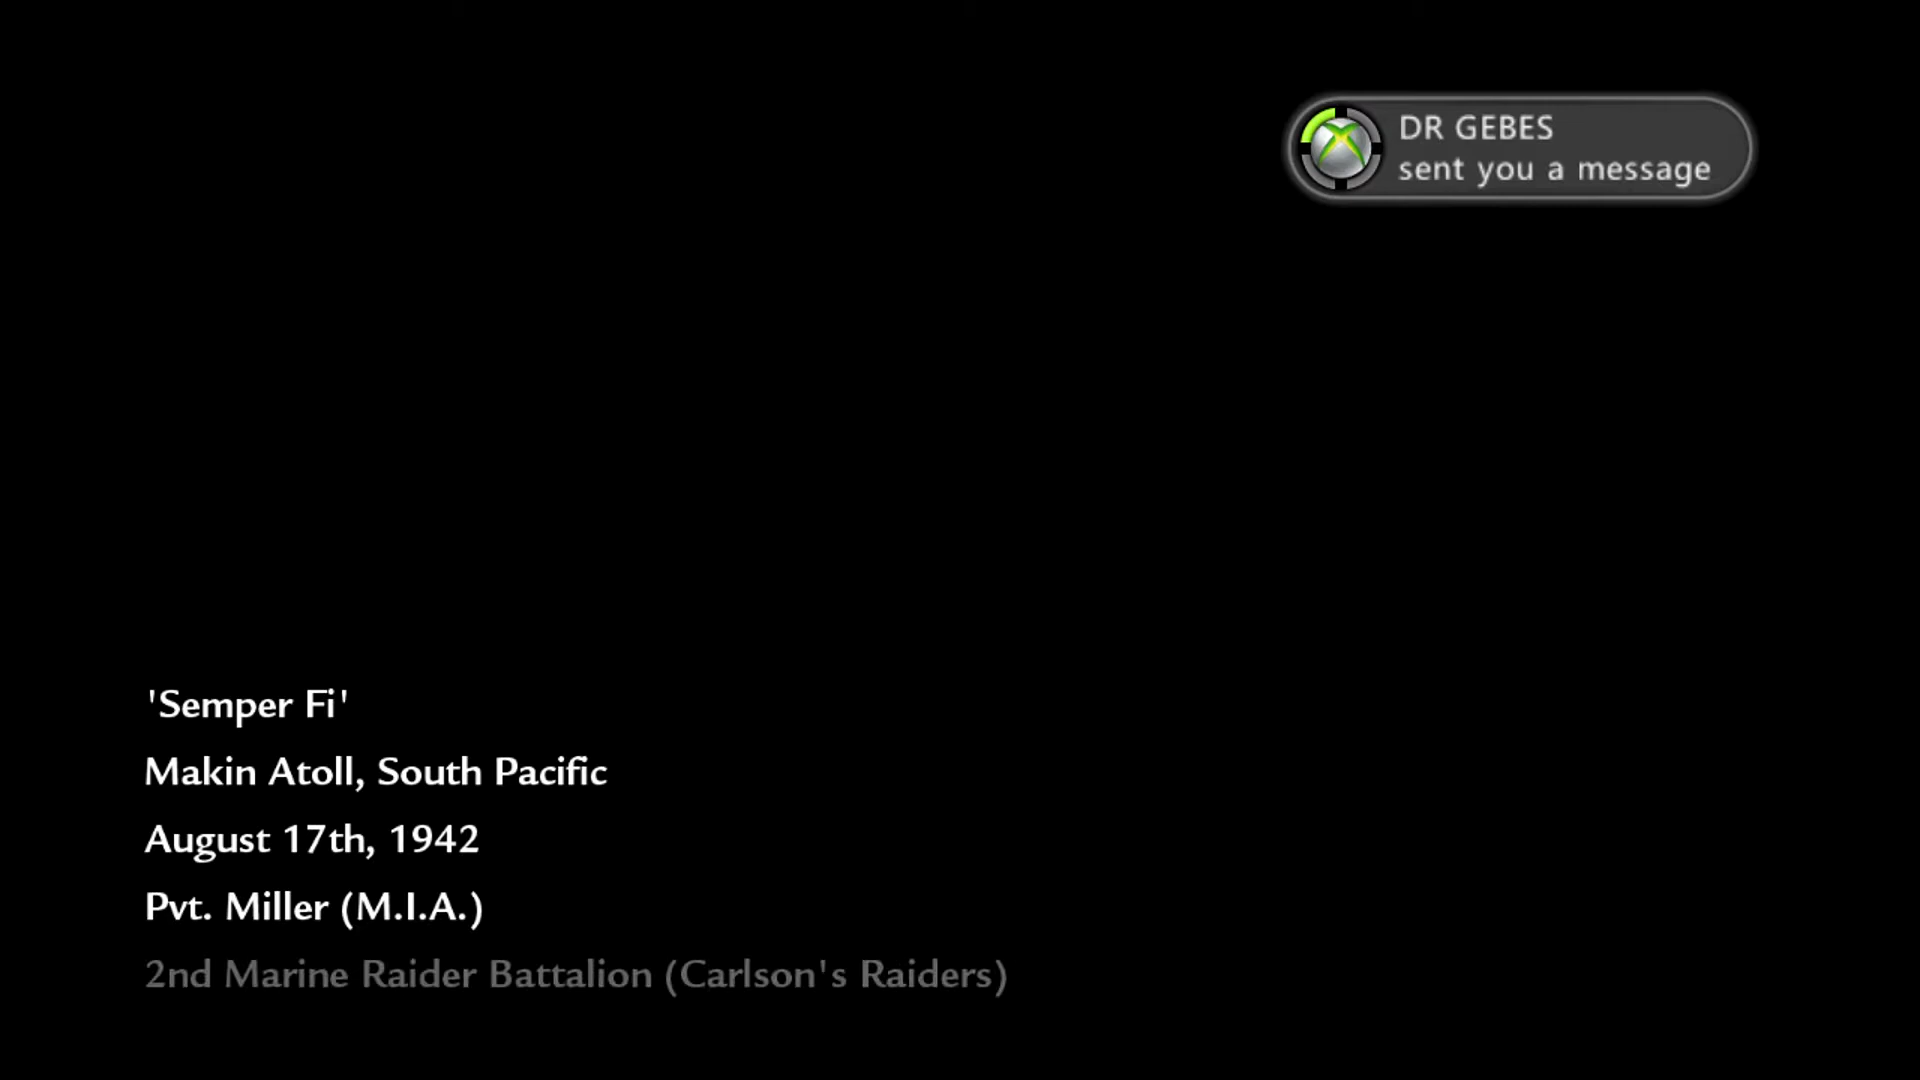 DR GEBES
sent you a message
'Semper Fi'
Makin Atoll, South Pacific
August 17th, 1942
Pvt. Miller (M.I.A.)
2nd Marine Raider Battalion (Carlson's Raiders)